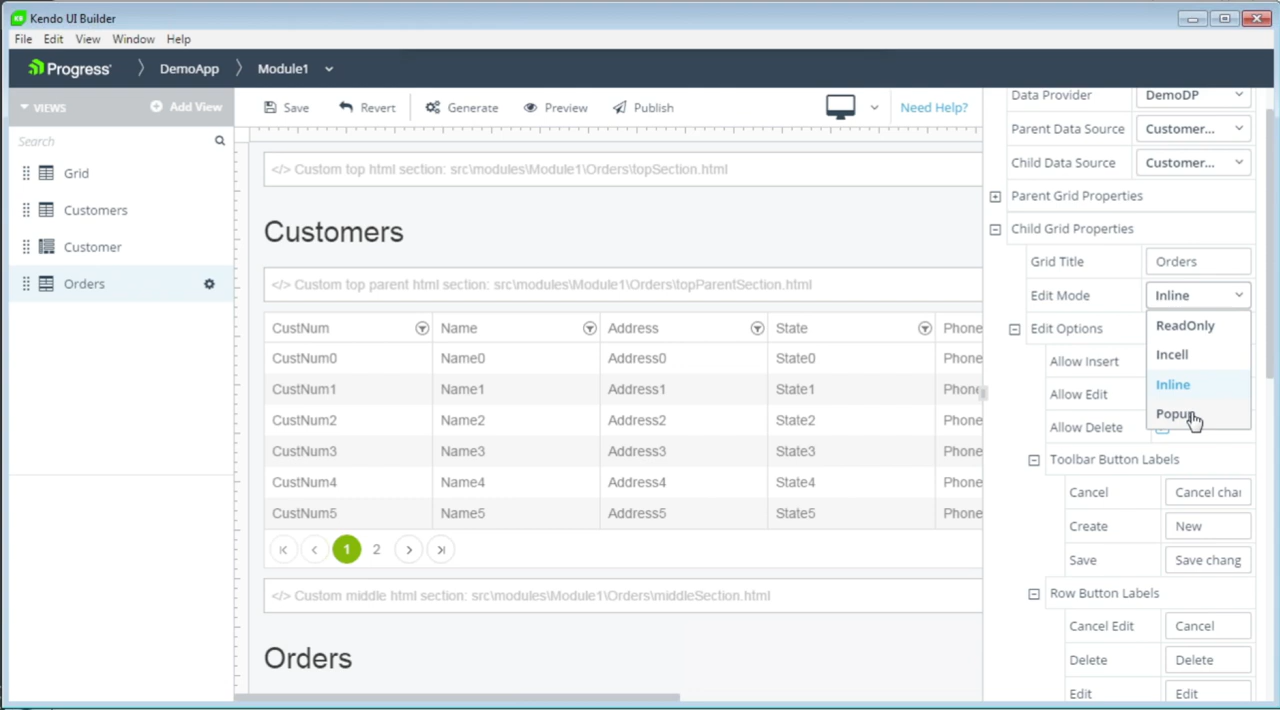 Kendo UI Builder
File Edit View Window Help
Progress DemoApp Module1
VIEWS Add View
Save Revert Generate Preview Publish Need Help?
Search
Grid
Customers
Customer
Orders
</> Custom top html section: src\modules\Module1\Orders\topSection.html
Customers
</> Custom top parent html section: src\modules\Module1\Orders\topParentSection.html
CustNum Name Address State Phone
CustNum0 Name0 Address0 State0 Phone
CustNum1 Name1 Address1 State1 Phone
CustNum2 Name2 Address2 State2 Phone
CustNum3 Name3 Address3 State3 Phone
CustNum4 Name4 Address4 State4 Phone
CustNum5 Name5 Address5 State5 Phone
1 2
</> Custom middle html section: src\modules\Module1\Orders\middleSection.html
Orders
Data Provider DemoDP
Parent Data Source Customer...
Child Data Source Customer...
Parent Grid Properties
Child Grid Properties
Grid Title Orders
Edit Mode Inline
ReadOnly
Incell
Inline
Popup
Edit Options
Allow Insert
Allow Edit
Allow Delete
Toolbar Button Labels
Cancel Cancel chai
Create New
Save Save chang
Row Button Labels
Cancel Edit Cancel
Delete Delete
Edit Edit